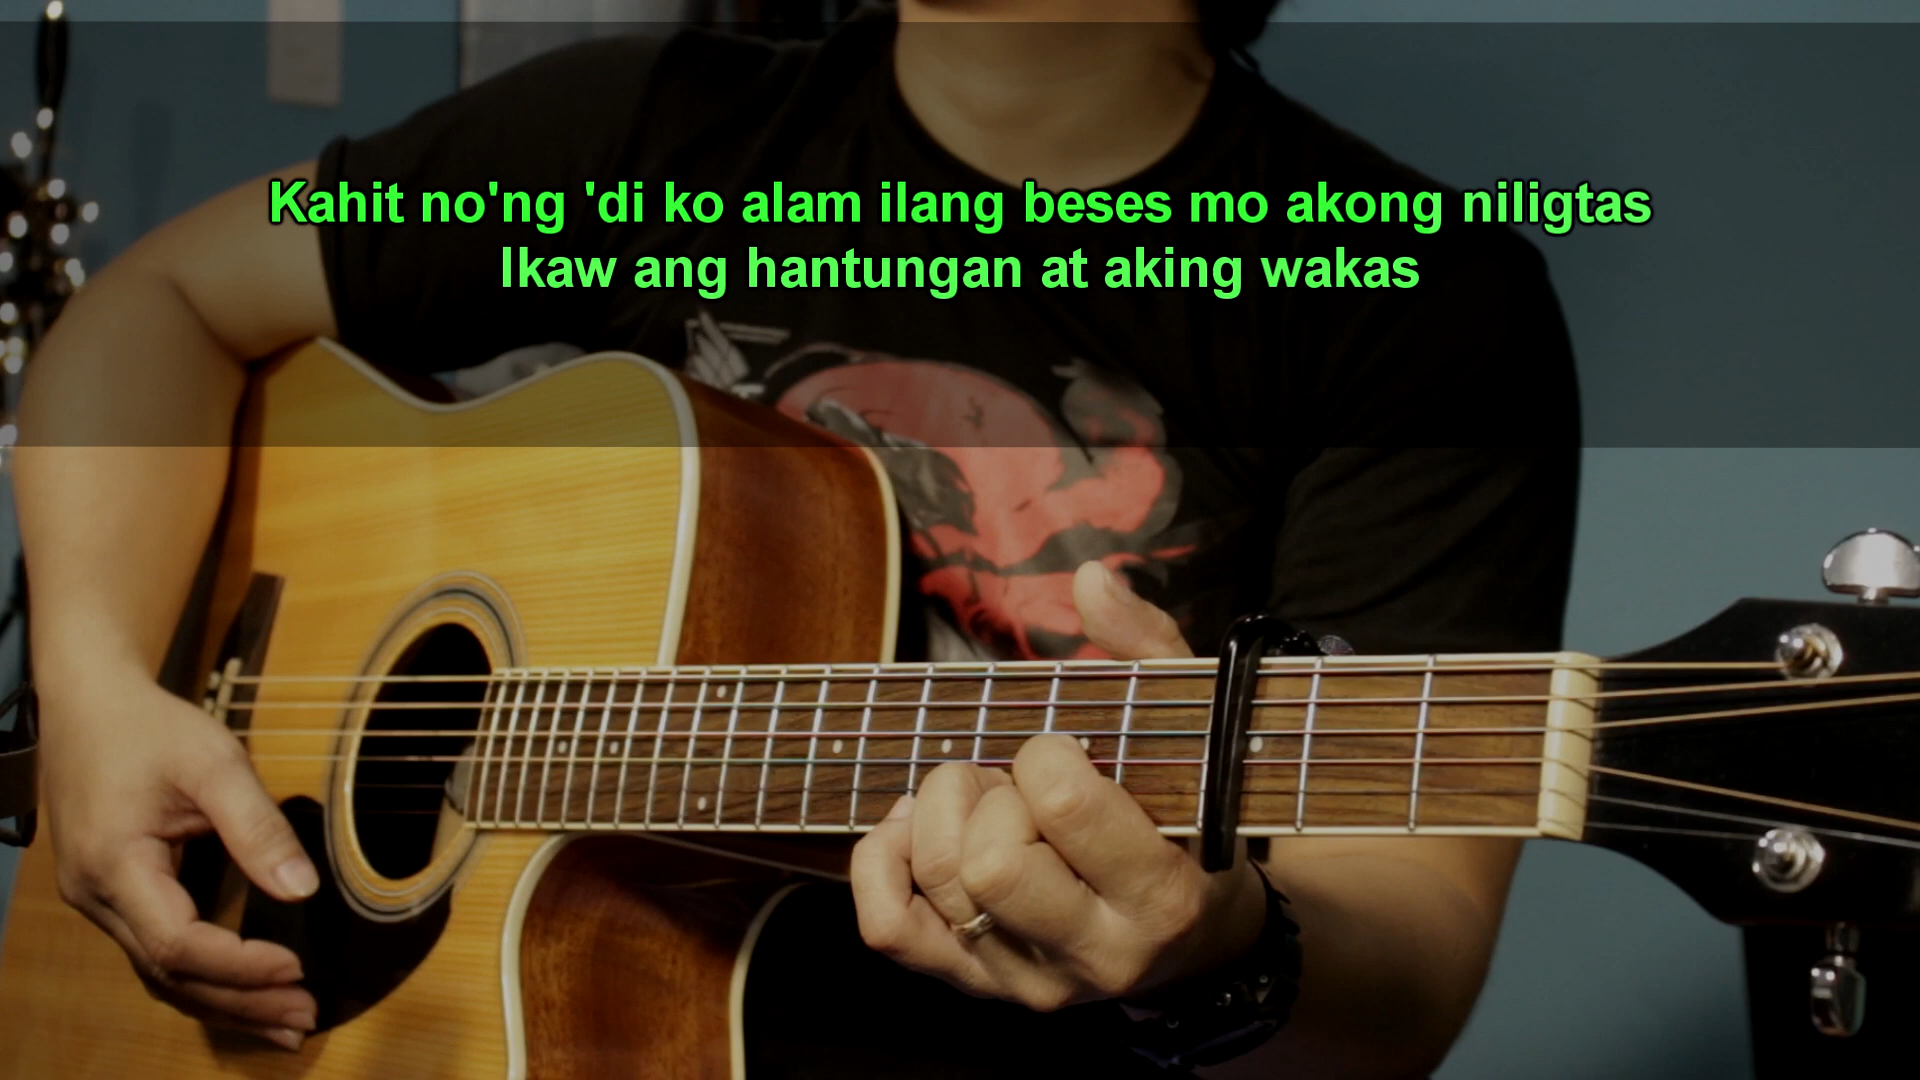 Kahit no'ng 'di ko alam ilang beses mo akong niligtas
Ikaw ang hantungan at aking wakas